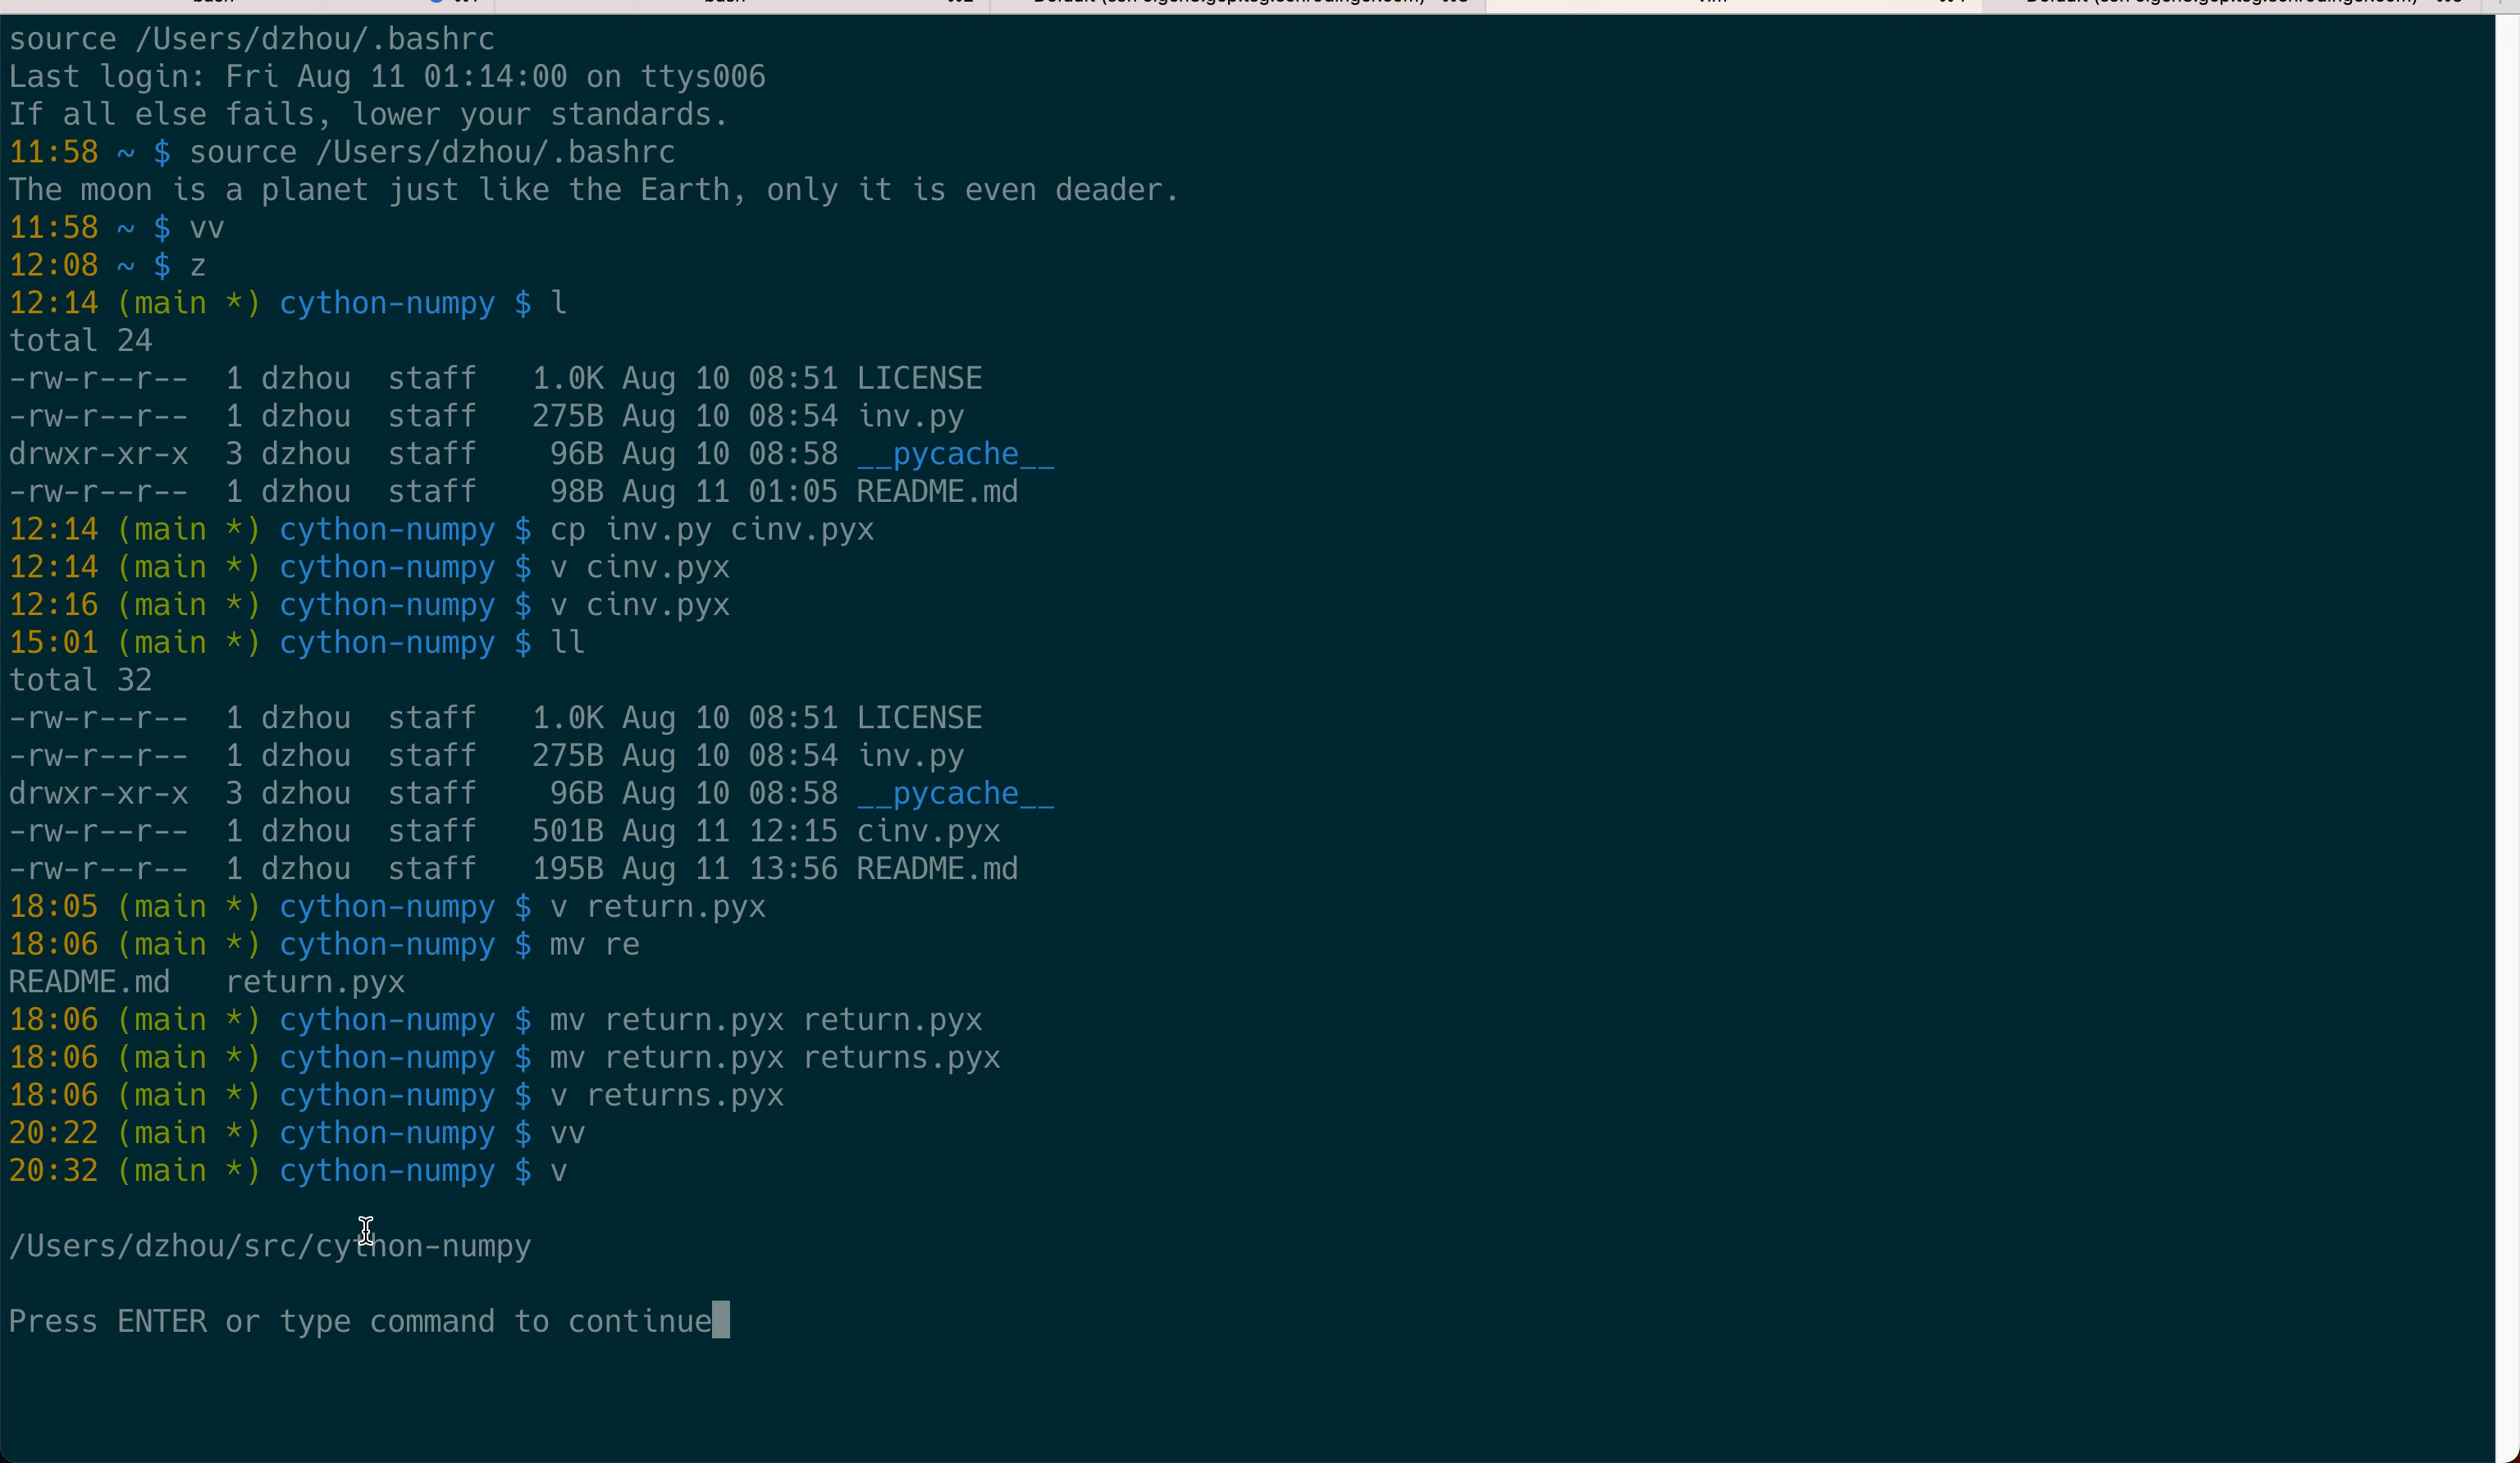 source /Users/dzhou/.bashrc
Last login: Fri Aug 11 01:14:00 on ttys006
If all else fails, lower your standards.
11:58 ~ $ source /Users/dzhou/.bashrc
The moon is a planet just like the Earth, only it is even deader.
11:58 ~ $ vv
12:08 ~ $ z
12:14 (main *) cython-numpy $ l
total 24
-rw-r--r--  1 dzhou  staff   1.0K Aug 10 08:51 LICENSE
-rw-r--r--  1 dzhou  staff   275B Aug 10 08:54 inv.py
drwxr-xr-x  3 dzhou  staff    96B Aug 10 08:58 __pycache__
-rw-r--r--  1 dzhou  staff    98B Aug 11 01:05 README.md
12:14 (main *) cython-numpy $ cp inv.py cinv.pyx
12:14 (main *) cython-numpy $ v cinv.pyx
12:16 (main *) cython-numpy $ v cinv.pyx
15:01 (main *) cython-numpy $ ll
total 32
-rw-r--r--  1 dzhou  staff   1.0K Aug 10 08:51 LICENSE
-rw-r--r--  1 dzhou  staff   275B Aug 10 08:54 inv.py
drwxr-xr-x  3 dzhou  staff    96B Aug 10 08:58 __pycache__
-rw-r--r--  1 dzhou  staff   501B Aug 11 12:15 cinv.pyx
-rw-r--r--  1 dzhou  staff   195B Aug 11 13:56 README.md
18:05 (main *) cython-numpy $ v return.pyx
18:06 (main *) cython-numpy $ mv re
README.md   return.pyx
18:06 (main *) cython-numpy $ mv return.pyx return.pyx
18:06 (main *) cython-numpy $ mv return.pyx returns.pyx
18:06 (main *) cython-numpy $ v returns.pyx
20:22 (main *) cython-numpy $ vv
20:32 (main *) cython-numpy $ v
/Users/dzhou/src/cython-numpy
Press ENTER or type command to continue